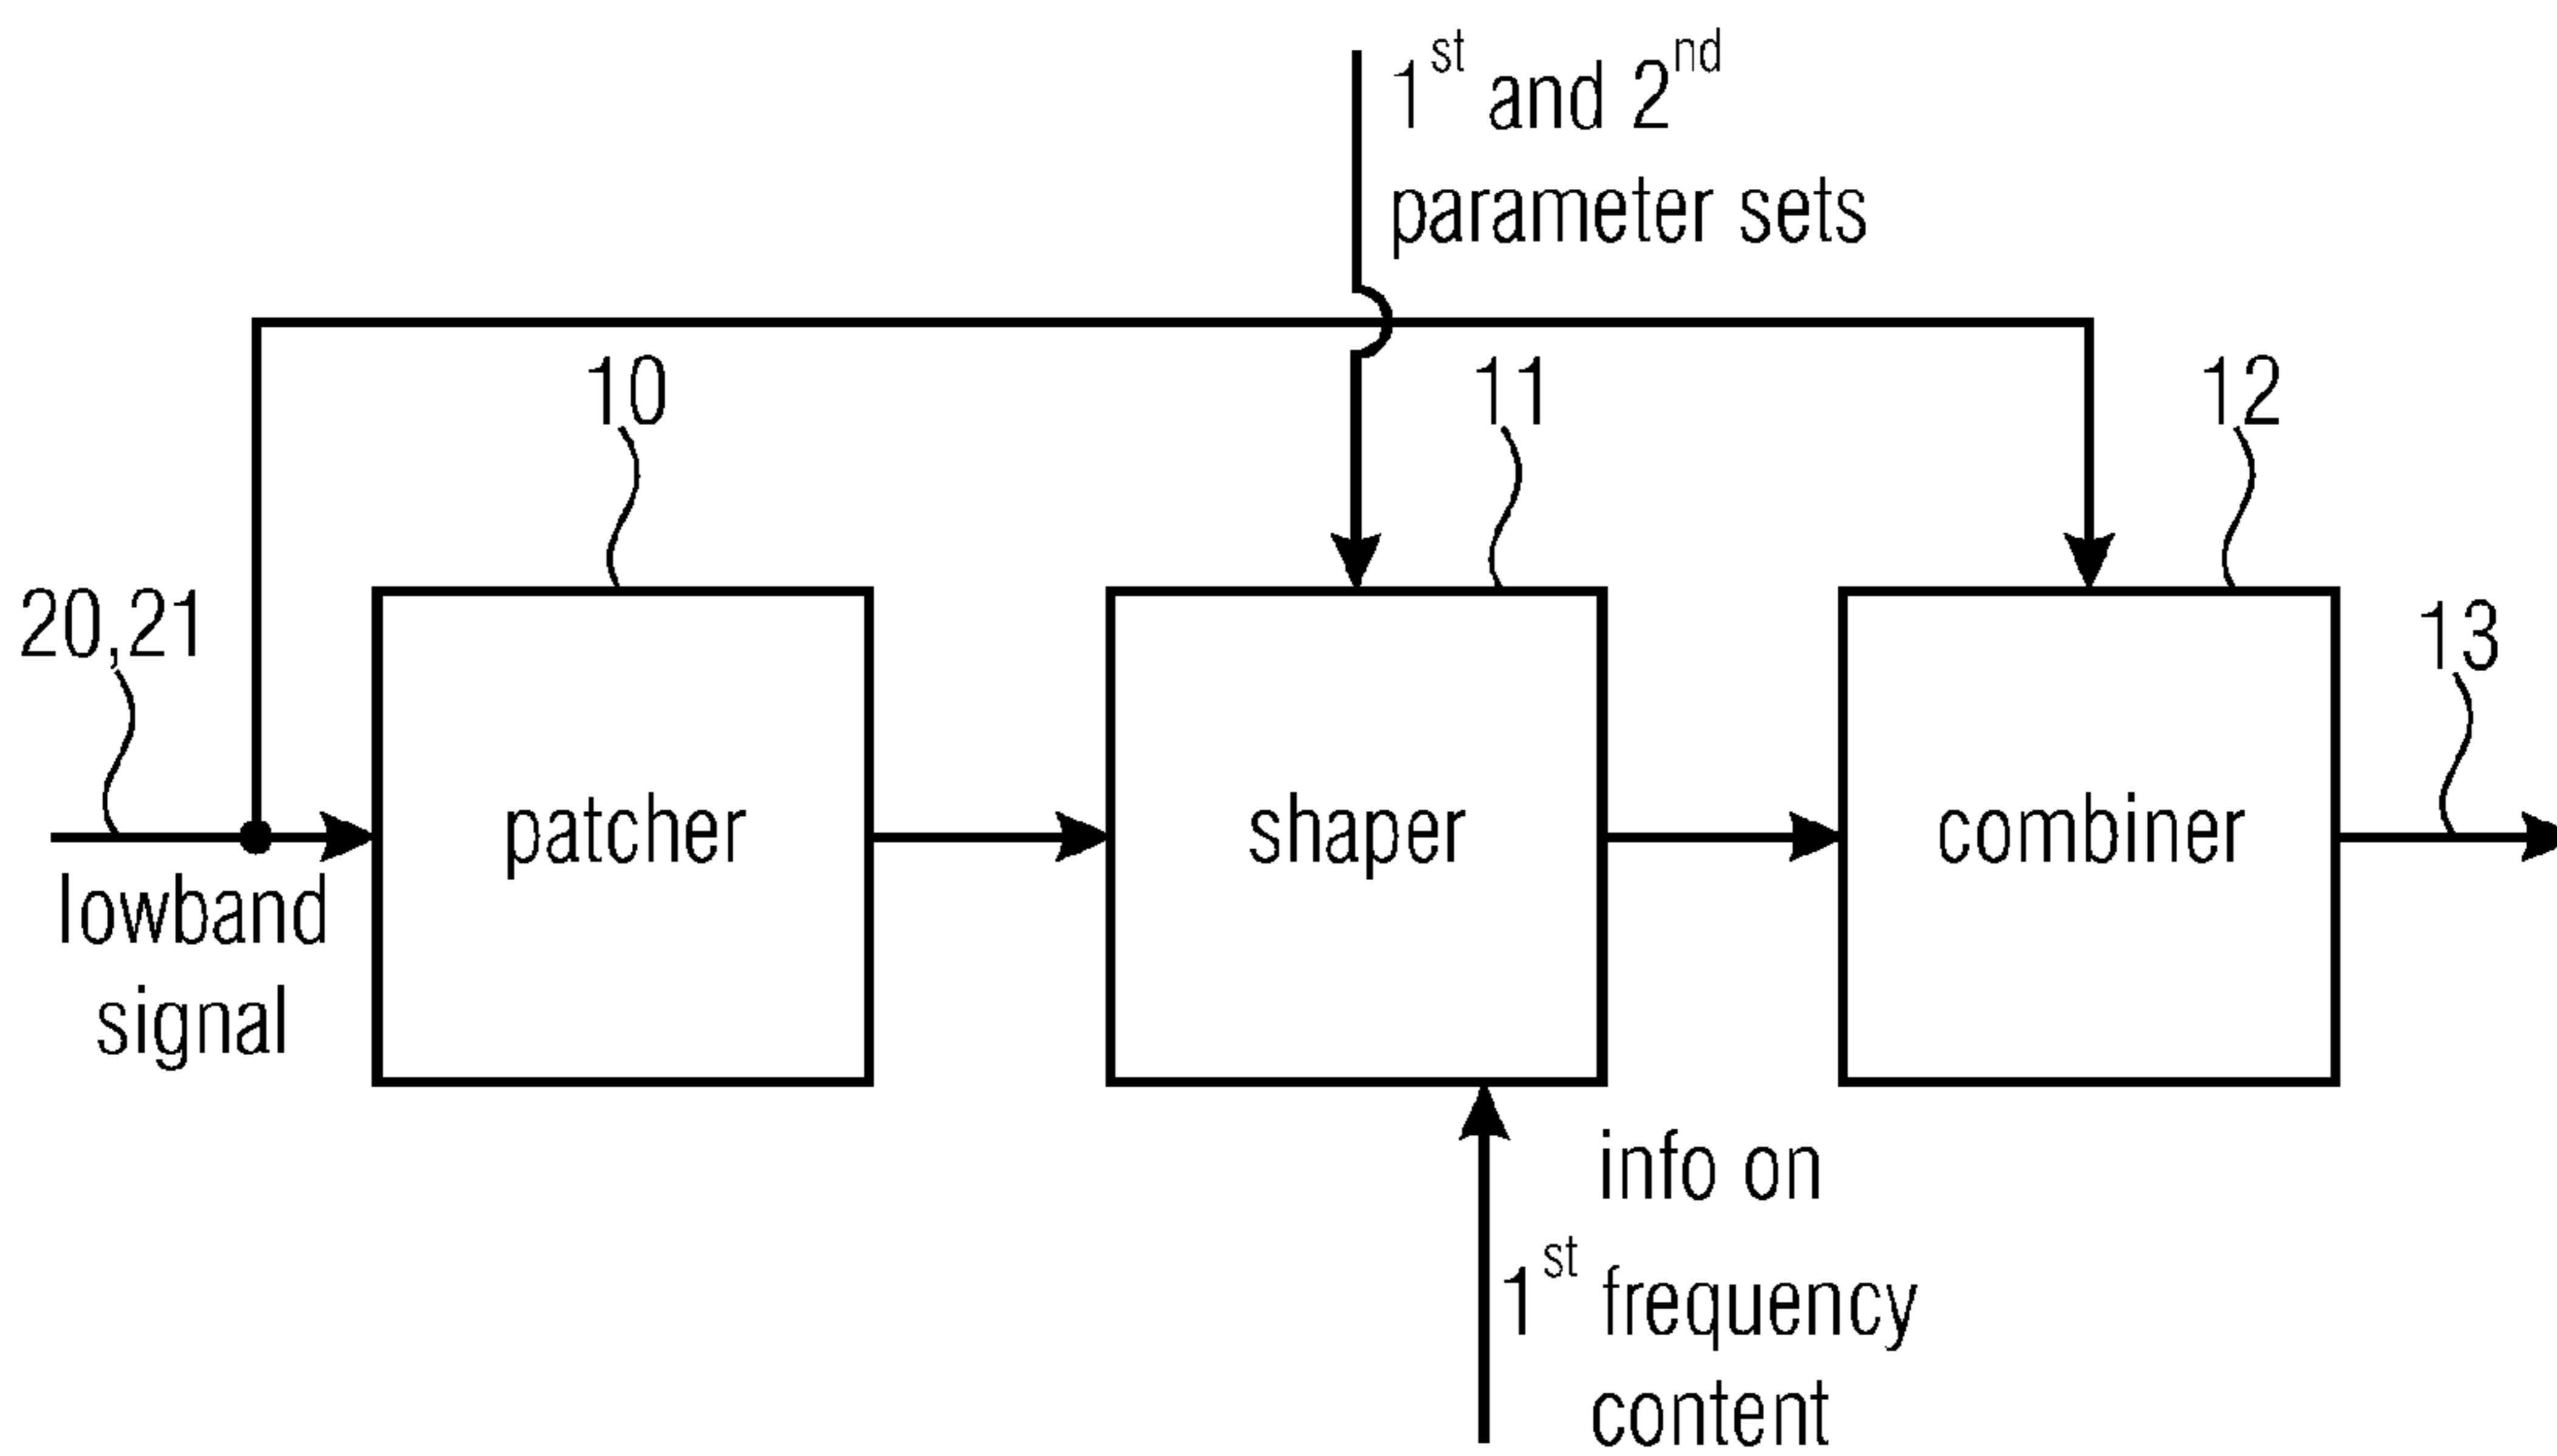 1st and 2nd
parameter sets
10
11
12
20,21
13
patcher
shaper
combiner
lowband
signal
info on
1st frequency
content